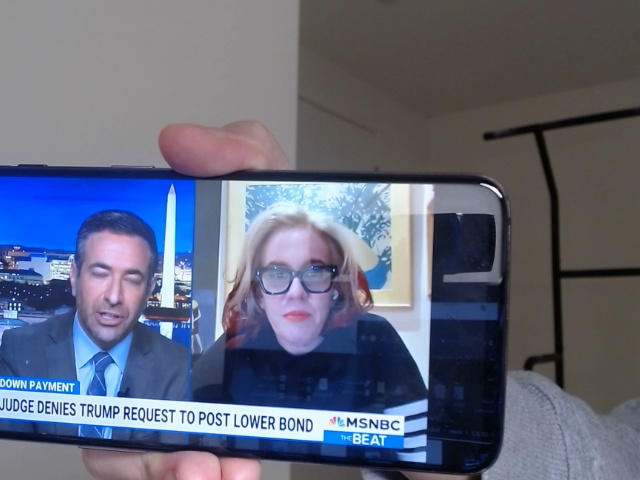 DOWN PAYMENT
JUDGE DENIES TRUMP REQUEST TO POST LOWER BOND
MSNBC
THE BEAT